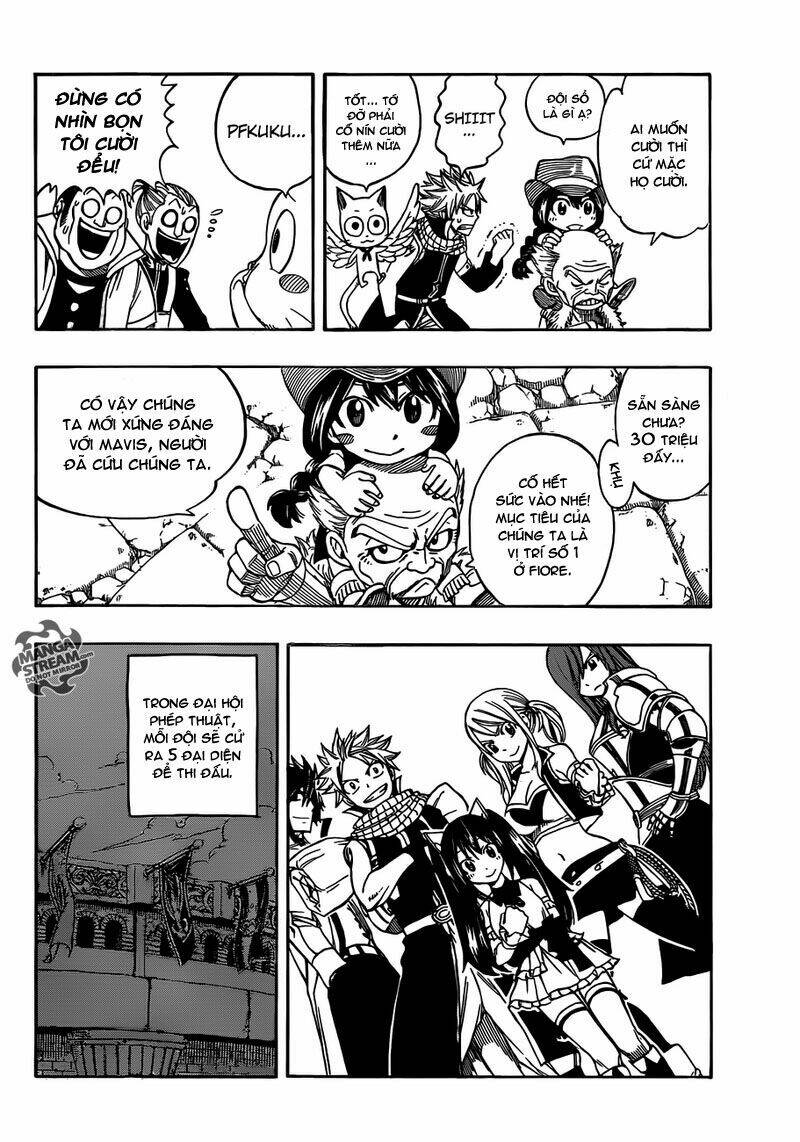 ĐỪNG CÓ
NHÌN BỌN
TÔI CƯỜI
ĐỂU!
PFKUKU...
TỐT... TỚ
ĐỠ PHẢI
CỐ NÍN CƯỜI
THÊM NỮA
...
SHIIIT
...
ĐỘI SỔ
LÀ GÌ Ạ?
AI MUỐN
CƯỜI THÌ
CỨ MẶC
HỌ CƯỜI.
CÓ VẬY CHÚNG
TA MỚI XỨNG ĐÁNG
VỚI MAVIS, NGƯỜI
ĐÃ CỨU CHÚNG TA.
CỐ HẾT
SỨC VÀO NHÉ!
MỤC TIÊU CỦA
CHÚNG TA LÀ
VỊ TRÍ SỐ 1
Ở FIORE.
SẴN SÀNG
CHƯA?
30 TRIỆU
ĐẤY...
KHỤ
MANGA
STREAM.com
DO NOT MIRROR
TRONG ĐẠI HỘI
PHÉP THUẬT,
MỖI ĐỘI SẼ CỬ
RA 5 ĐẠI DIỆN
ĐỂ THI ĐẤU.